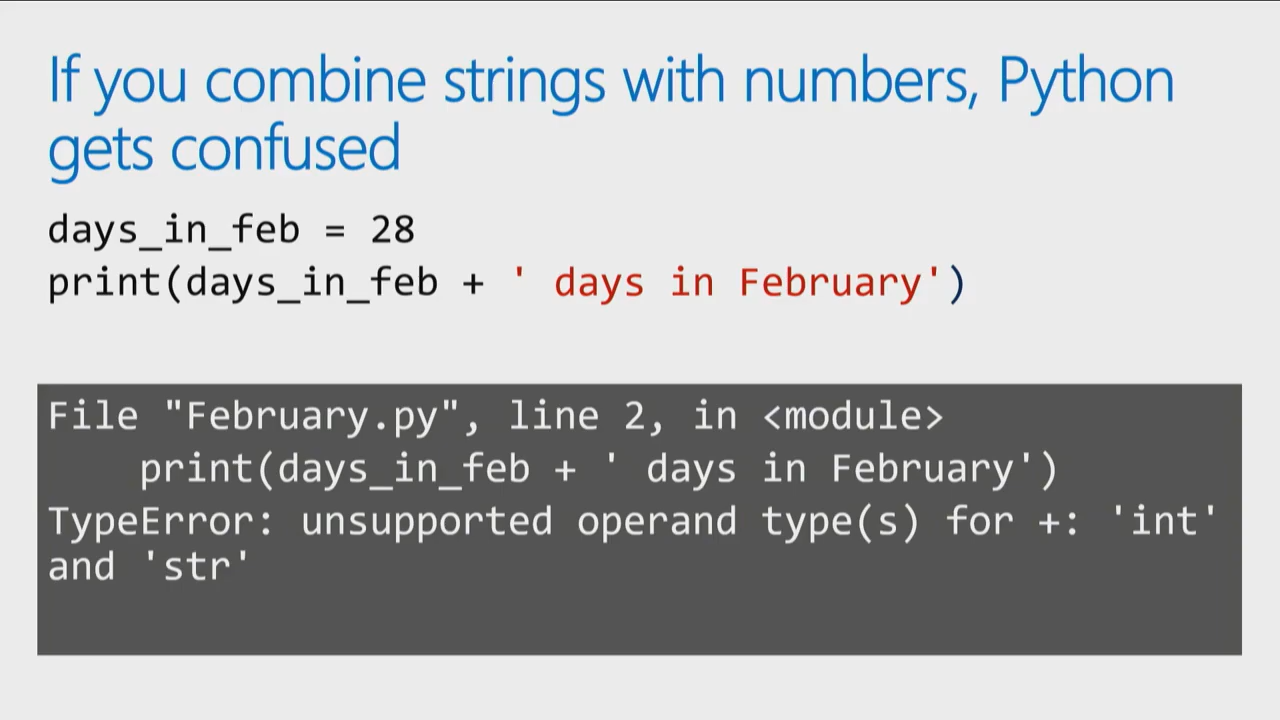 If you combine strings with numbers, Python
gets confused
days_in_feb = 28
print(days_in_feb + ' days in February')
File "February.py", line 2, in <module>
print(days_in_feb + ' days in February')
TypeError: unsupported operand type(s) for +: 'int'
and 'str'